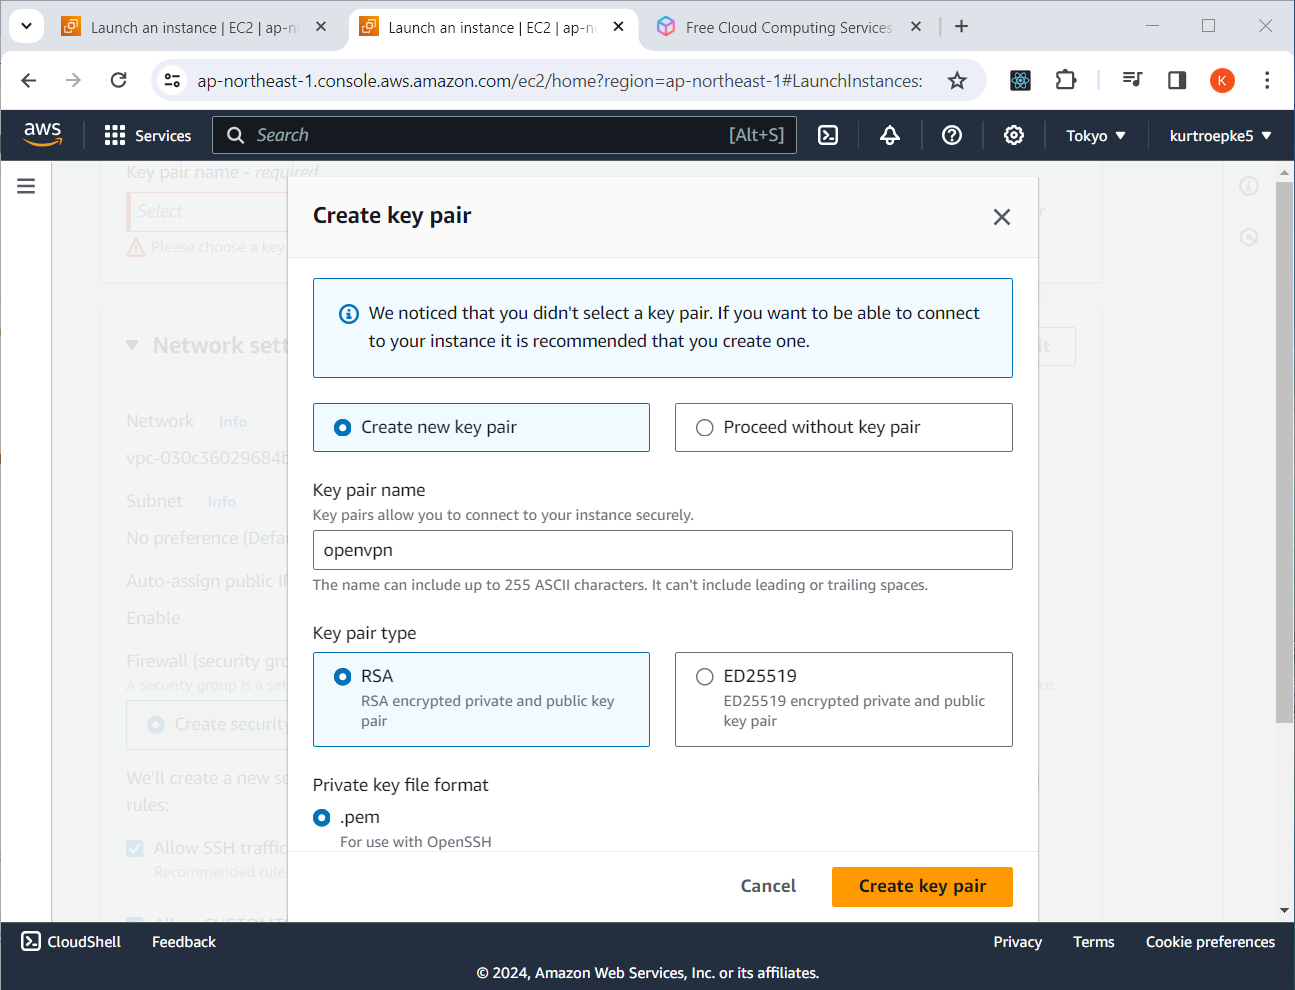 Launch an instance | EC2 | ap-n
Launch an instance | EC2 | ap-no
Free Cloud Computing Services
ap-northeast-1.console.aws.amazon.com/ec2/home?region=ap-northeast-1#LaunchInstances:
K
aws
Services
Search
[Alt+S]
Tokyo
kurtroepke5
Key pair name - required
Select
Please choose a key
Create key pair
We noticed that you didn't select a key pair. If you want to be able to connect
to your instance it is recommended that you create one.
Network sett
Network Info
vpc-030c36029684b
Subnet Info
No preference (Defau
Auto-assign public IP
Enable
Firewall (security gro
A security group is a set
Create security
We'll create a new se
rules:
Allow SSH traffic
Recommended rule
Create new key pair
Proceed without key pair
Key pair name
Key pairs allow you to connect to your instance securely.
openvpn
The name can include up to 255 ASCII characters. It can't include leading or trailing spaces.
Key pair type
RSA
RSA encrypted private and public key
pair
ED25519
ED25519 encrypted private and public
key pair
Private key file format
.pem
For use with OpenSSH
Cancel
Create key pair
CloudShell
Feedback
Privacy
Terms
Cookie preferences
© 2024, Amazon Web Services, Inc. or its affiliates.